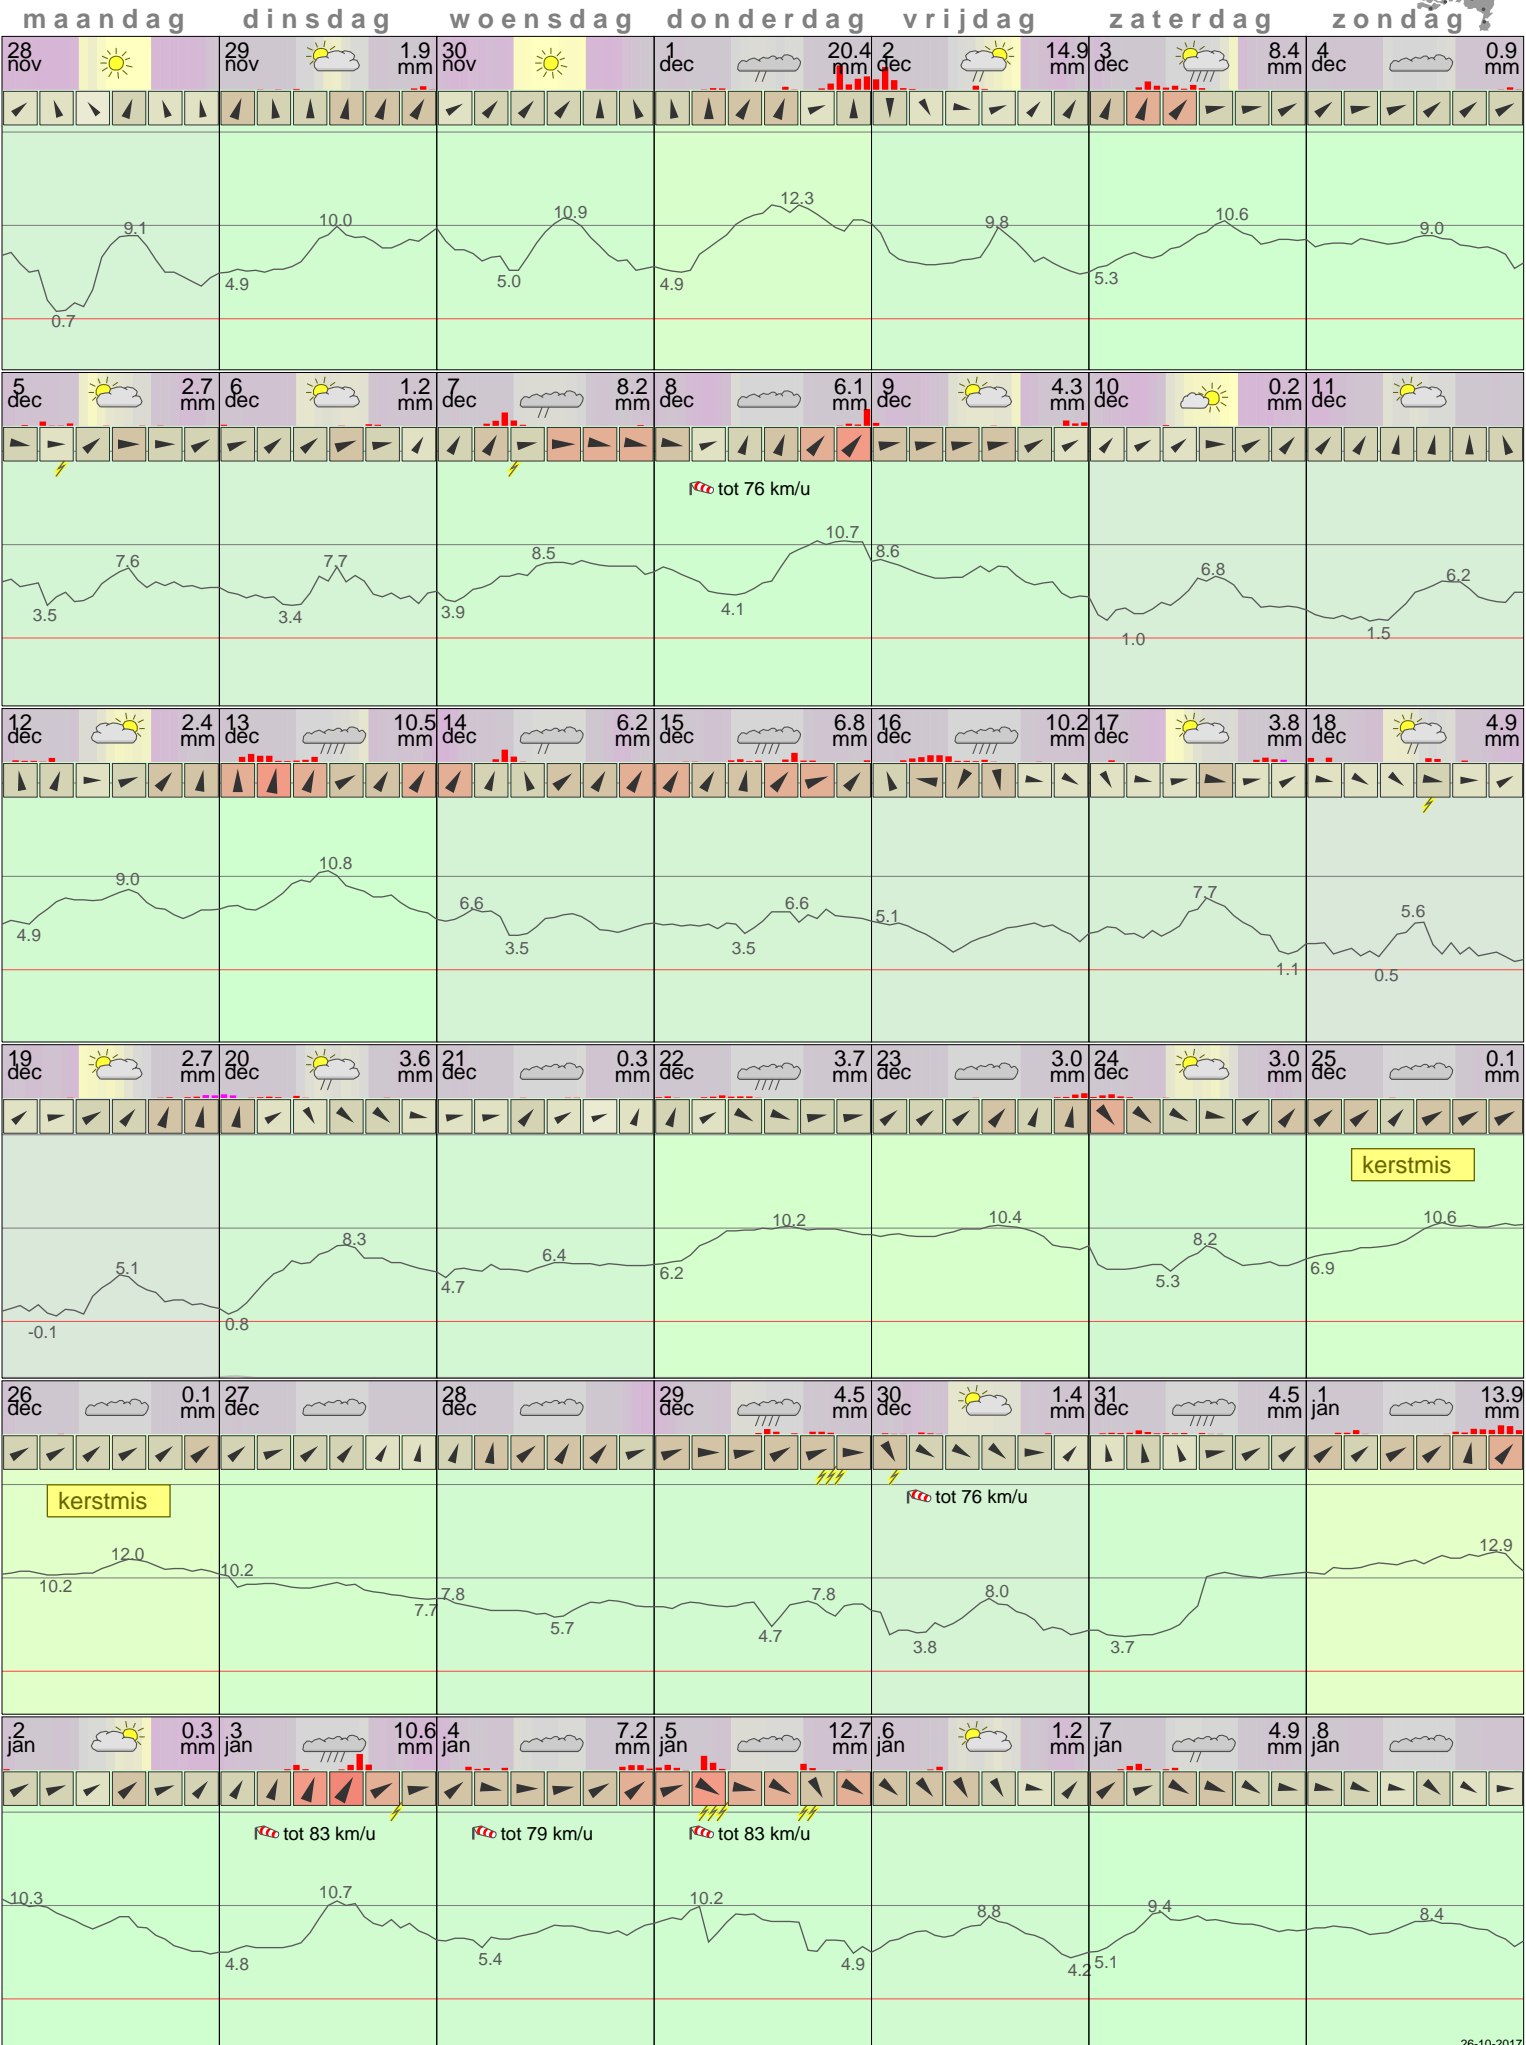 maandag dinsdag woensdag donderdag vrijdag zaterdag zondag
28 nov 29 nov 1.9 mm 30 nov 1 dec 20.4 mm 2 dec 14.9 mm 3 dec 8.4 mm 4 dec 0.9 mm
9.1 10.0 10.9 12.3 9.8 10.6 9.0
0.7 4.9 5.0 4.9 5.3
5 dec 2.7 mm 6 dec 1.2 mm 7 dec 8.2 mm 8 dec 6.1 mm 9 dec 4.3 mm 10 dec 0.2 mm 11 dec
tot 76 km/u
7.6 7.7 8.5 10.7 8.6 6.8 6.2
3.5 3.4 3.9 4.1 1.0 1.5
12 dec 2.4 mm 13 dec 10.5 mm 14 dec 6.2 mm 15 dec 6.8 mm 16 dec 10.2 mm 17 dec 3.8 mm 18 dec 4.9 mm
9.0 10.8 6.6 6.6 5.1 7.7 5.6
4.9 3.5 3.5 1.1 0.5
19 dec 2.7 mm 20 dec 3.6 mm 21 dec 0.3 mm 22 dec 3.7 mm 23 dec 3.0 mm 24 dec 3.0 mm 25 dec 0.1 mm
kerstmis
5.1 8.3 6.4 10.2 10.4 8.2 10.6
-0.1 0.8 4.7 6.2 5.3 6.9
26 dec 0.1 mm 27 dec 28 dec 29 dec 4.5 mm 30 dec 1.4 mm 31 dec 4.5 mm 1 jan 13.9 mm
kerstmis tot 76 km/u
12.0 10.2 7.8 7.8 8.0 12.9
10.2 7.7 5.7 4.7 3.8 3.7
2 jan 0.3 mm 3 jan 10.6 mm 4 jan 7.2 mm 5 jan 12.7 mm 6 jan 1.2 mm 7 jan 4.9 mm 8 jan
tot 83 km/u tot 79 km/u tot 83 km/u
10.3 10.7 10.2 8.8 9.4 8.4
4.8 5.4 4.9 4.2 5.1
26-10-2017